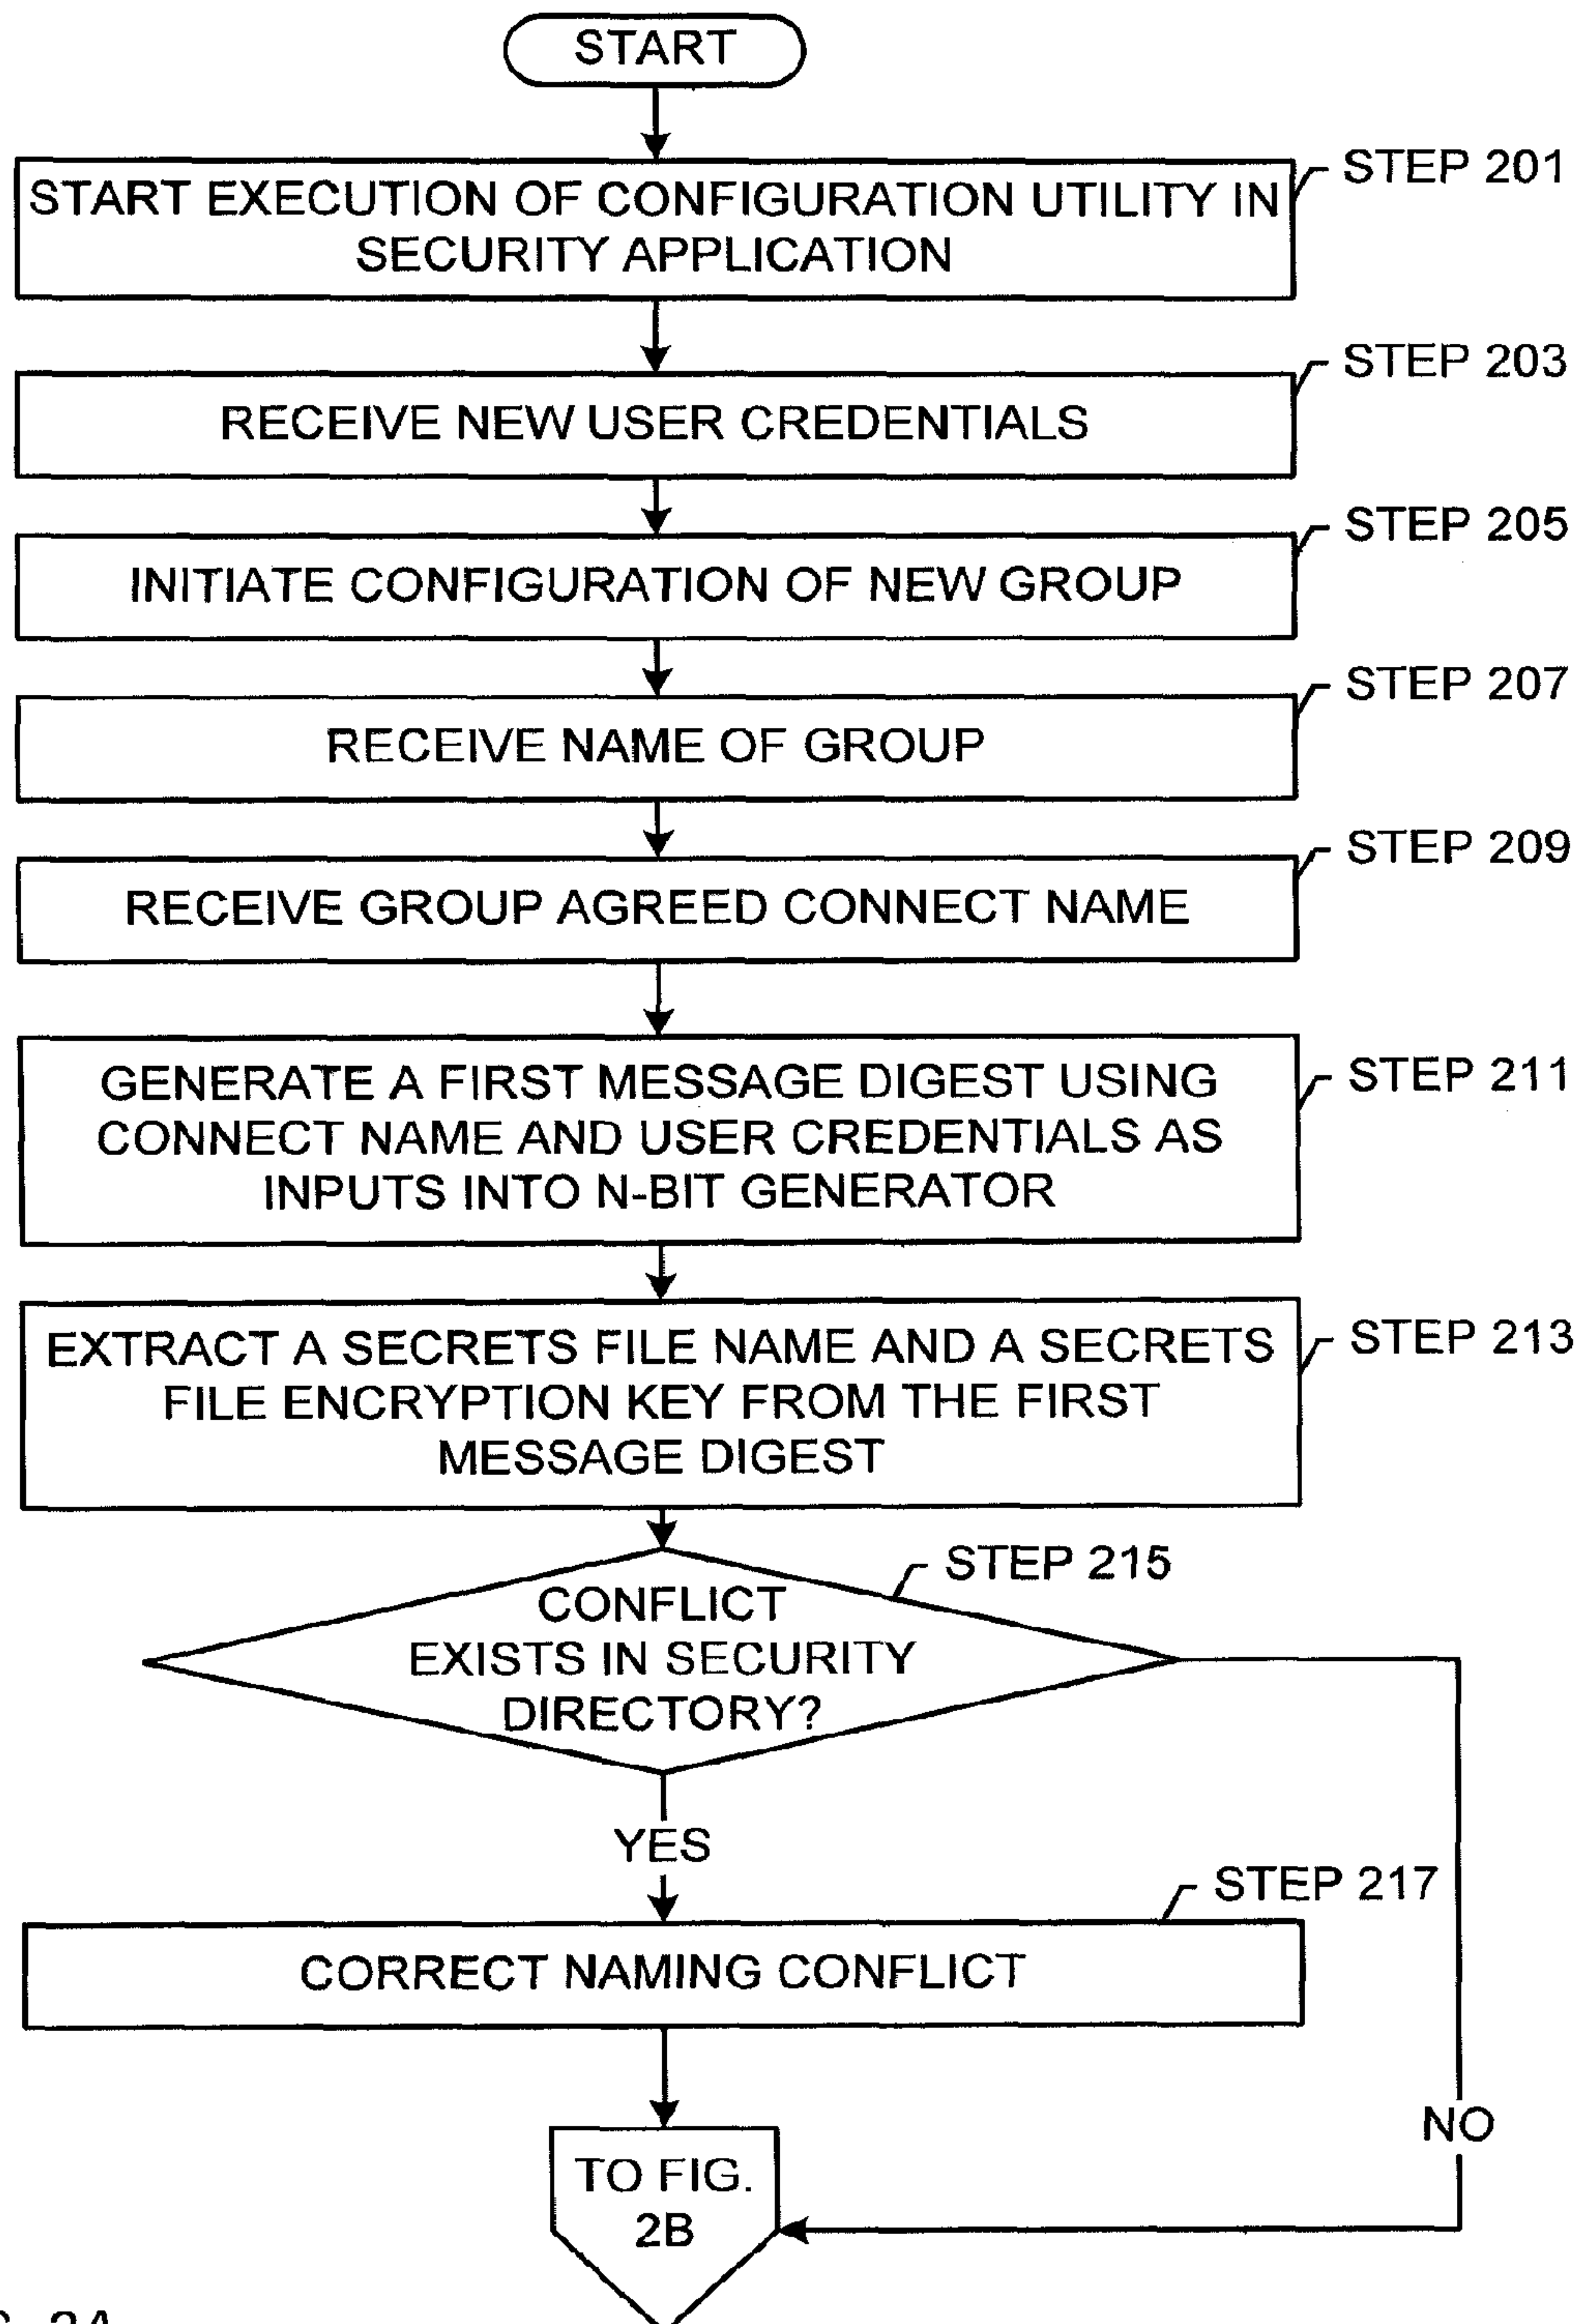 START
STEP 201
START EXECUTION OF CONFIGURATION UTILITY IN
SECURITY APPLICATION
STEP 203
RECEIVE NEW USER CREDENTIALS
STEP 205
INITIATE CONFIGURATION OF NEW GROUP
STEP 207
RECEIVE NAME OF GROUP
STEP 209
RECEIVE GROUP AGREED CONNECT NAME
STEP 211
GENERATE A FIRST MESSAGE DIGEST USING
CONNECT NAME AND USER CREDENTIALS AS
INPUTS INTO N-BIT GENERATOR
STEP 213
EXTRACT A SECRETS FILE NAME AND A SECRETS
FILE ENCRYPTION KEY FROM THE FIRST
MESSAGE DIGEST
STEP 215
CONFLICT
EXISTS IN SECURITY
DIRECTORY?
YES
STEP 217
CORRECT NAMING CONFLICT
NO
TO FIG.
2B
2A